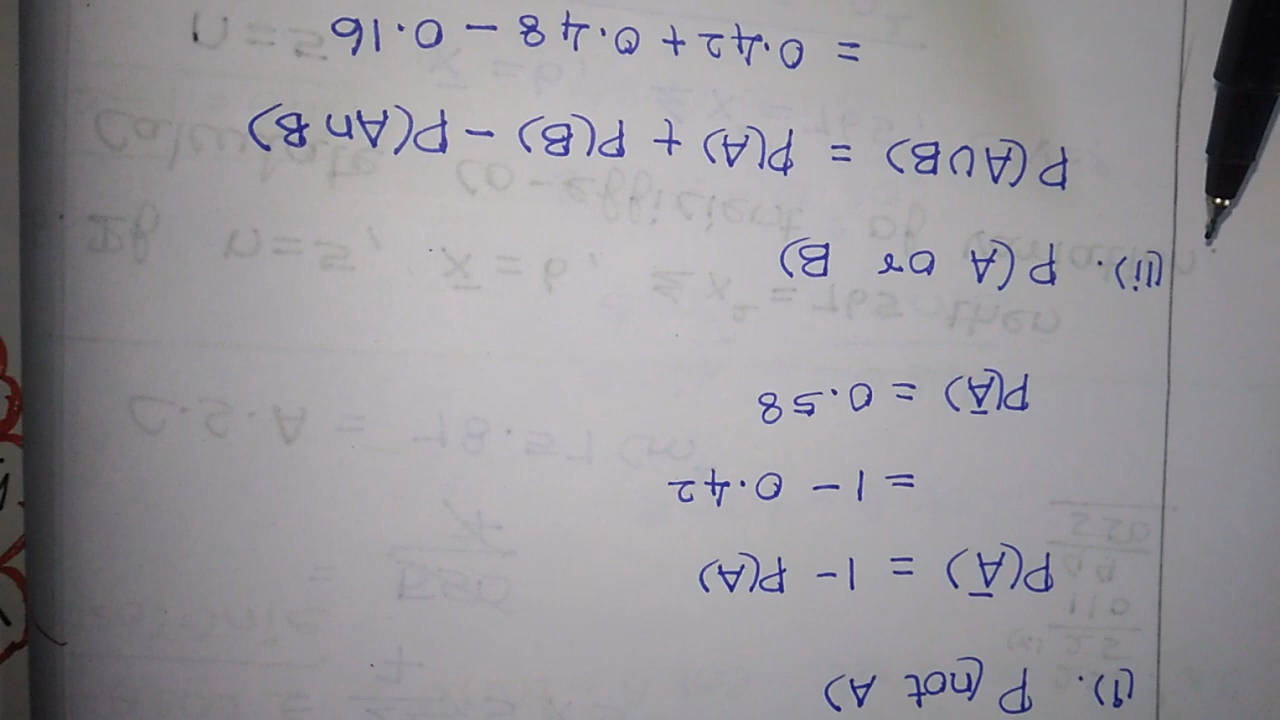 (i). P(not A)
P(A̅) = 1 - P(A)
= 1 - 0.42
P(A̅) = 0.58
(ii). P(A or B)
P(A∪B) = P(A) + P(B) - P(A∩B)
= 0.42 + 0.48 - 0.16